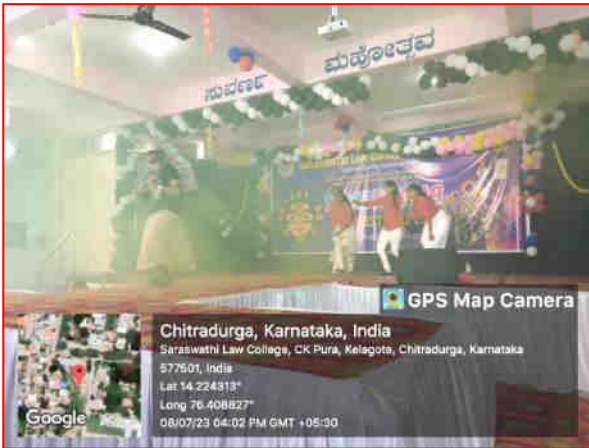 ಸುವರ್ಣ ಮಹೋತ್ಸವ
GPS Map Camera
Chitradurga, Karnataka, India
Saraswathi Law College, CK Pura, Kelagote, Chitradurga, Karnataka
577501, India
Lat 14.224313°
Long 76.408827°
08/07/23 04:02 PM GMT +05:30
Google